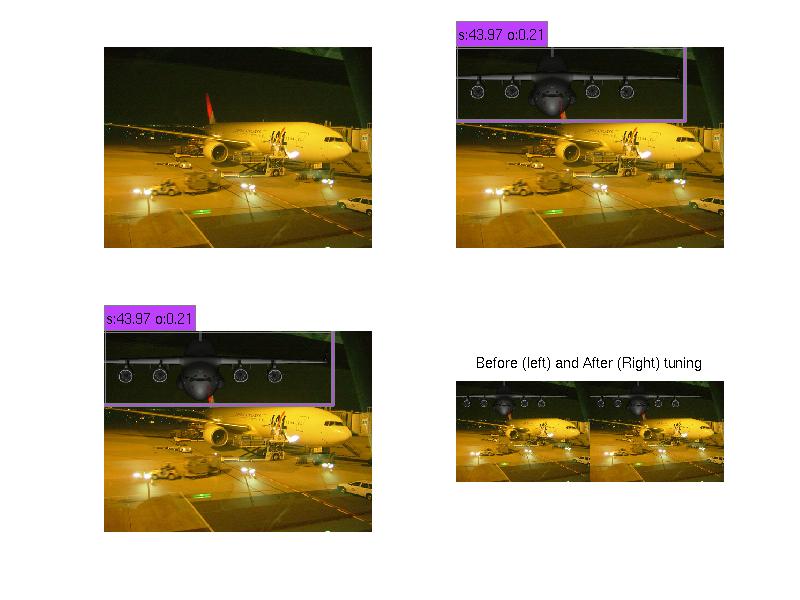 s:43.97 o:0.21
s:43.97 o:0.21
Before (left) and After (Right) tuning